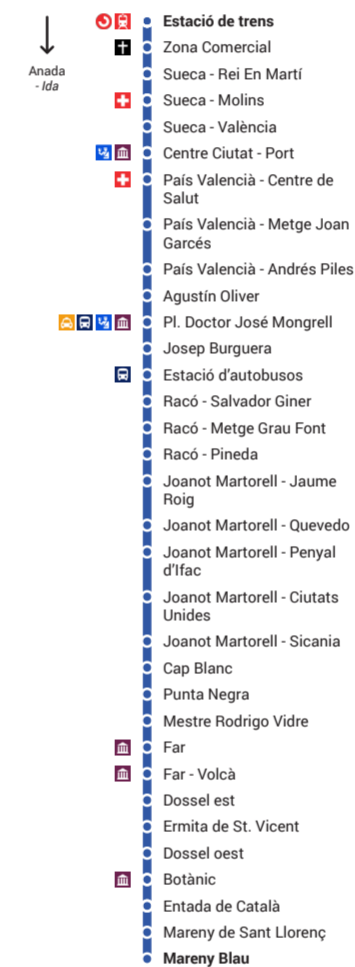 Estació de trens
Anada
- Ida
Zona Comercial
Sueca - Rei En Martí
Sueca - Molins
Sueca - València
Centre Ciutat - Port
País Valencià - Centre de
Salut
País Valencià - Metge Joan
Garcés
País Valencià - Andrés Piles
Agustín Oliver
Pl. Doctor José Mongrell
Josep Burguera
Estació d'autobusos
Racó - Salvador Giner
Racó - Metge Grau Font
Racó - Pineda
Joanot Martorell - Jaume
Roig
Joanot Martorell - Quevedo
Joanot Martorell - Penyal
d'Ifac
Joanot Martorell - Ciutats
Unides
Joanot Martorell - Sicania
Cap Blanc
Punta Negra
Mestre Rodrigo Vidre
Far
Far - Volcà
Dossel est
Ermita de St. Vicent
Dossel oest
Botànic
Entada de Català
Mareny de Sant Llorenç
Mareny Blau